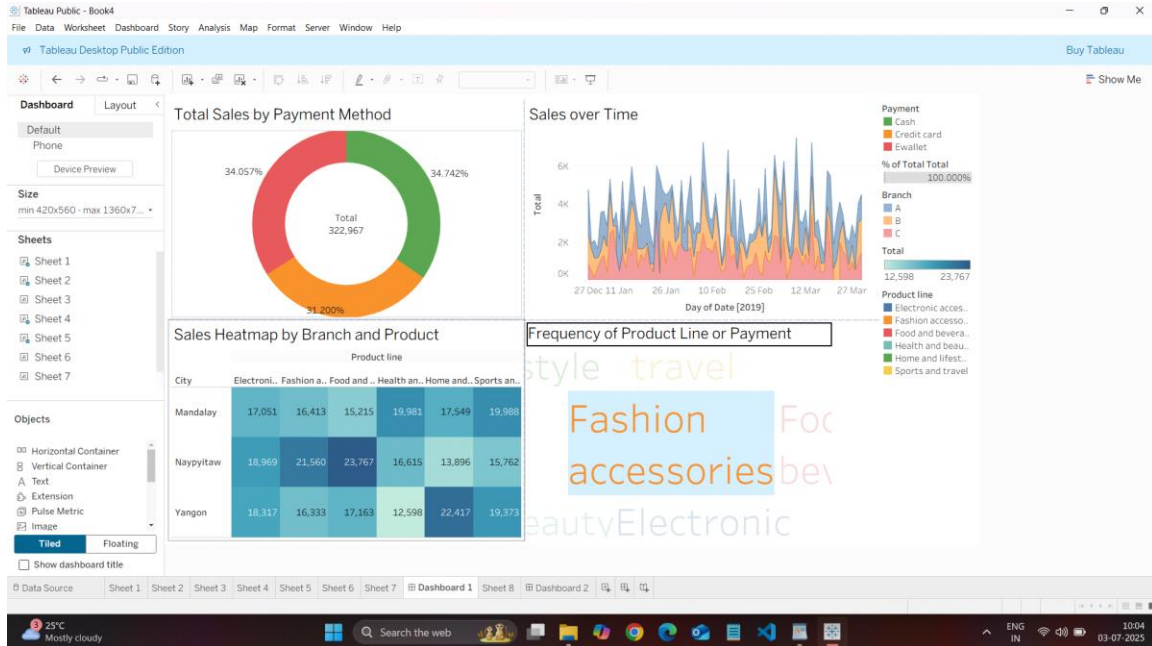 Tableau Public - Book4
File Data Worksheet Dashboard Story Analysis Map Format Server Window Help
Tableau Desktop Public Edition
Buy Tableau
Show Me
Dashboard Layout
Default
Phone
Device Preview
Size
min 420x560 - max 1360x7...
Sheets
Sheet 1
Sheet 2
Sheet 3
Sheet 4
Sheet 5
Sheet 6
Sheet 7
Objects
Horizontal Container
Vertical Container
A Text
Extension
Pulse Metric
Image
Tiled Floating
Show dashboard title
Total Sales by Payment Method
34.057%
34.742%
Total
322,967
31.200%
Sales over Time
Total
6K
4K
2K
0K
27 Dec 11 Jan 26 Jan 10 Feb 25 Feb 12 Mar 27 Mar
Day of Date [2019]
Payment
Cash
Credit card
Ewallet
% of Total Total
100.000%
Branch
A
B
C
Total
12,598 23,767
Product line
Electronic acces..
Fashion accesso..
Food and bevera..
Health and beau..
Home and lifest..
Sports and travel
Sales Heatmap by Branch and Product
Product line
City Electroni.. Fashion a.. Food and .. Health an.. Home and.. Sports an..
Mandalay 17,051 16,413 15,215 19,981 17,549 19,988
Naypyitaw 18,969 21,560 23,767 16,615 13,896 15,762
Yangon 18,317 16,333 17,163 12,598 22,417 19,373
Frequency of Product Line or Payment
style travel
Fashion Foo
accessories bev
eauty Electronic
Data Source Sheet 1 Sheet 2 Sheet 3 Sheet 4 Sheet 5 Sheet 6 Sheet 7 Dashboard 1 Sheet 8 Dashboard 2
3
25°C
Mostly cloudy
Search the web
ENG
IN
10:04
03-07-2025